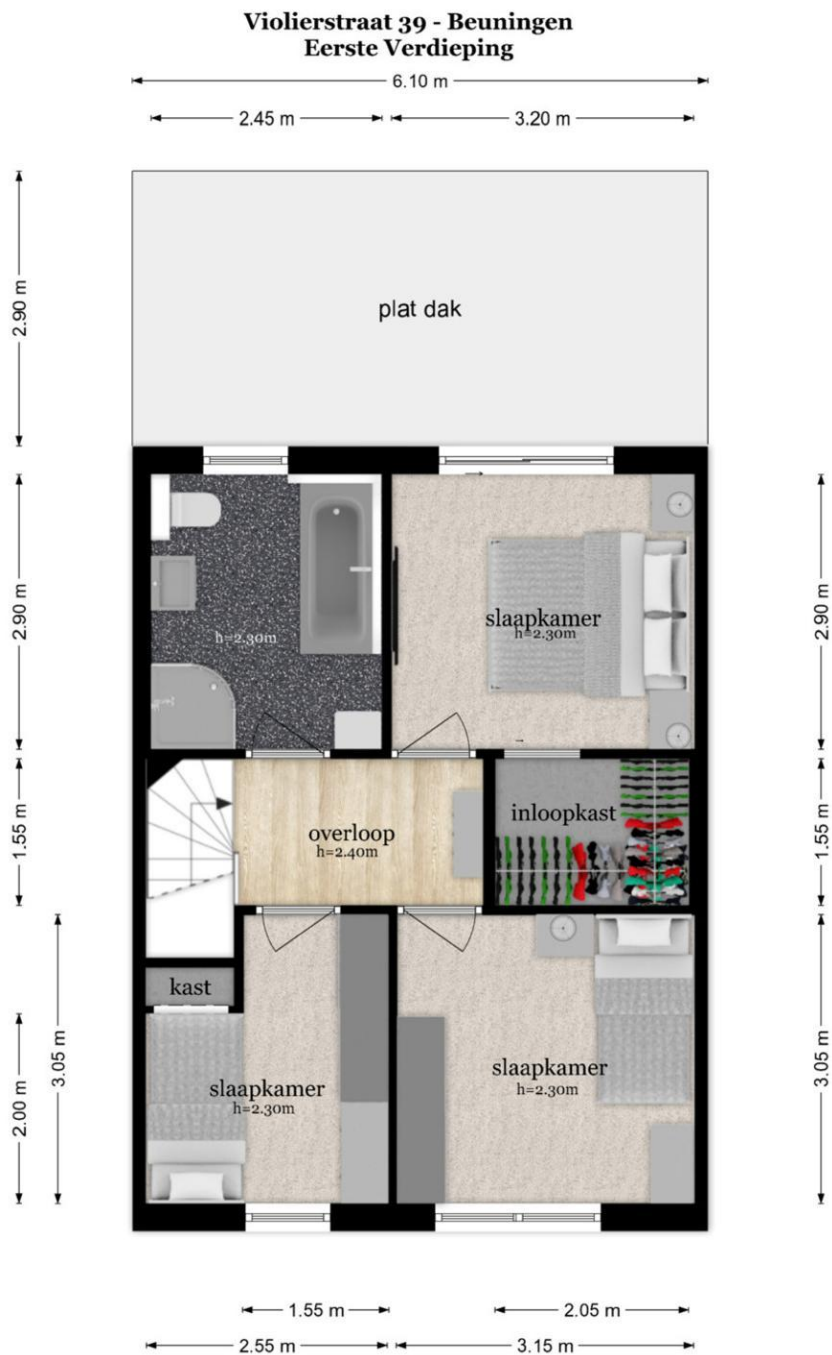 Violierstraat 39 - Beuningen
Eerste Verdieping
6.10 m
2.45 m
3.20 m
2.90 m
plat dak
2.90 m
h=2.30m
slaapkamer
h=2.30m
2.90 m
1.55 m
overloop
h=2.40m
inloopkast
1.55 m
kast
3.05 m
2.00 m
slaapkamer
h=2.30m
slaapkamer
h=2.30m
3.05 m
1.55 m
2.05 m
2.55 m
3.15 m